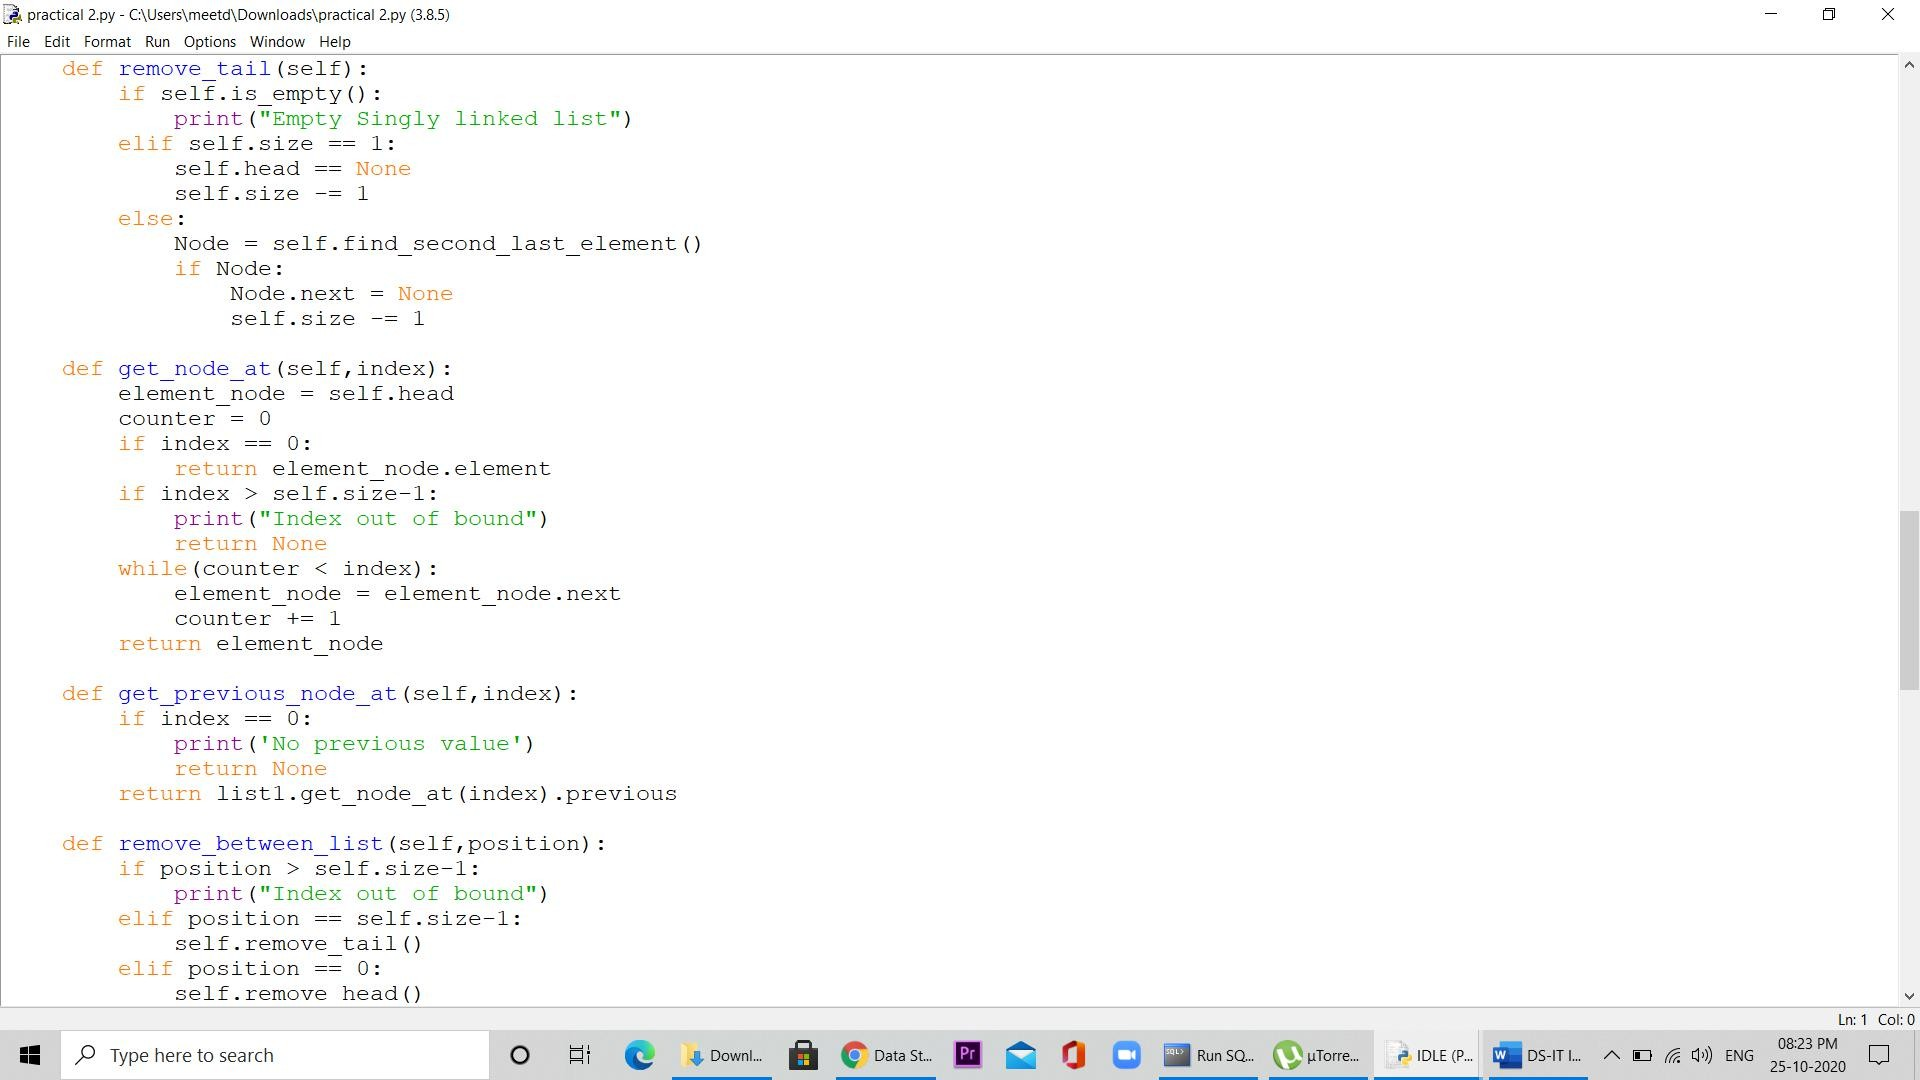 practical 2.py - C:\Users\meetd\Downloads\practical 2.py (3.8.5)
File Edit Format Run Options Window Help
def remove_tail(self):
if self.is_empty():
print("Empty Singly linked list")
elif self.size == 1:
self.head == None
self.size -= 1
else:
Node = self.find_second_last_element()
if Node:
Node.next = None
self.size -= 1
def get_node_at(self,index):
element_node = self.head
counter = 0
if index == 0:
return element_node.element
if index > self.size-1:
print("Index out of bound")
return None
while(counter < index):
element_node = element_node.next
counter += 1
return element_node
def get_previous_node_at(self,index):
if index == 0:
print('No previous value')
return None
return list1.get_node_at(index).previous
def remove_between_list(self,position):
if position > self.size-1:
print("Index out of bound")
elif position == self.size-1:
self.remove_tail()
elif position == 0:
self.remove_head()
Ln: 1 Col: 0
Type here to search
Downl...
Data St...
Pr
SQL>
Run SQ...
µTorre...
IDLE (P...
W
DS-IT I...
ENG
08:23 PM
25-10-2020